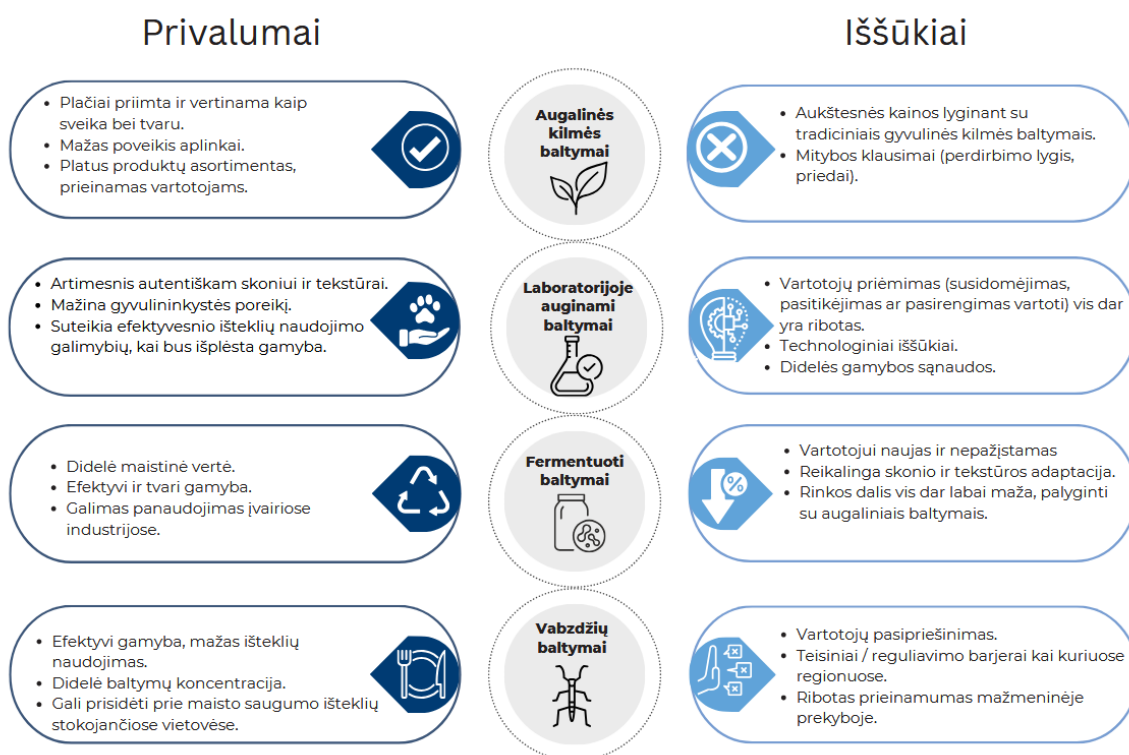 Privalumai
Iššūkiai
• Plačiai priimta ir vertinama kaip
sveika bei tvaru.
• Mažas poveikis aplinkai.
• Platus produktų asortimentas,
prieinamas vartotojams.
Augalinės
kilmės
baltymai
• Aukštesnės kainos lyginant su
tradiciniais gyvulinės kilmės baltymais.
• Mitybos klausimai (perdirbimo lygis,
priedai).
• Artimesnis autentiškam skoniui ir tekstūrai.
• Mažina gyvulininkystės poreikį.
• Suteikia efektyvesnio išteklių naudojimo
galimybių, kai bus išplėsta gamyba.
Laboratorijoje
auginami
baltymai
• Vartotojų priėmimas (susidomėjimas,
pasitikėjimas ar pasirengimas vartoti) vis dar
yra ribotas.
• Technologiniai iššūkiai.
• Didelės gamybos sąnaudos.
• Didelė maistinė vertė.
• Efektyvi ir tvari gamyba.
• Galimas panaudojimas įvairiose
industrijose.
Fermentuoti
baltymai
• Vartotojui naujas ir nepažįstamas
• Reikalinga skonio ir tekstūros adaptacija.
• Rinkos dalis vis dar labai maža, palyginti
su augaliniais baltymais.
%
• Efektyvi gamyba, mažas išteklių
naudojimas.
• Didelė baltymų koncentracija.
• Gali prisidėti prie maisto saugumo išteklių
stokojančiose vietovėse.
Vabzdžių
baltymai
• Vartotojų pasipriešinimas.
• Teisiniai / reguliavimo barjerai kai kuriuose
regionuose.
• Ribotas prieinamumas mažmeninėje
prekyboje.